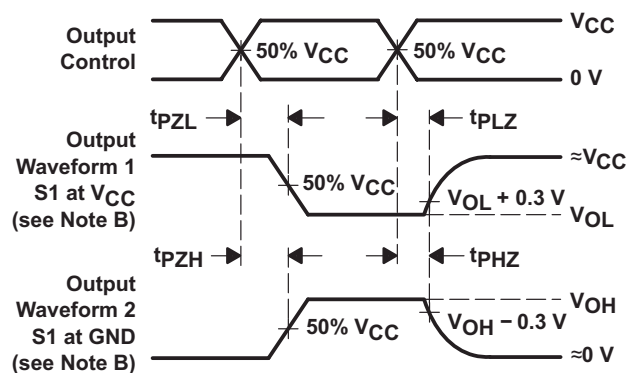 Output
Control
50% VCC
50% VCC
VCC
0 V
tPZL
tPLZ
Output
Waveform 1
S1 at VCC
(see Note B)
50% VCC
≈VCC
VOL + 0.3 V
VOL
tPZH
tPHZ
Output
Waveform 2
S1 at GND
(see Note B)
50% VCC
VOH
VOH − 0.3 V
≈0 V